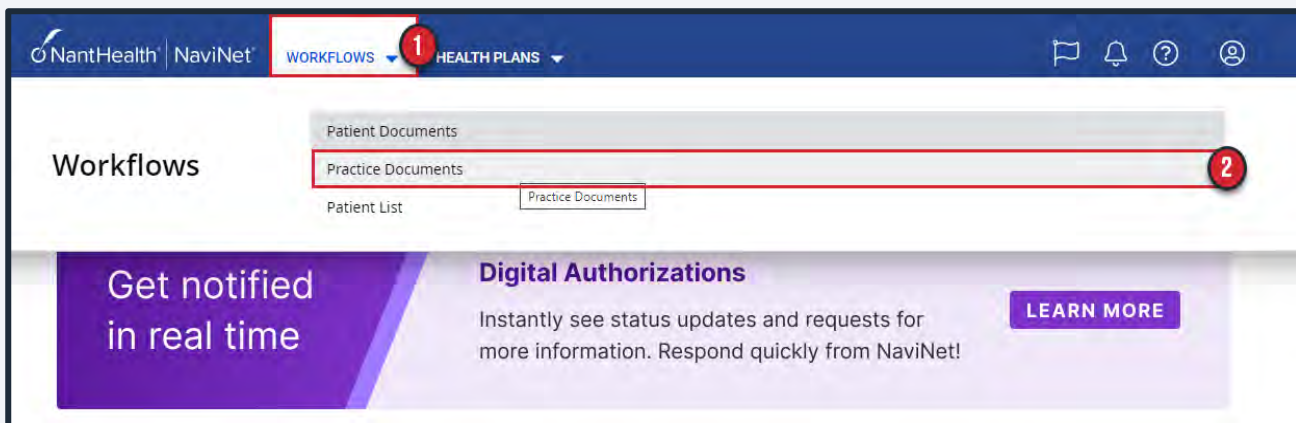 NantHealth® | NaviNet® WORKFLOWS 1 HEALTH PLANS
Workflows
Patient Documents
Practice Documents 2
Practice Documents
Patient List
Get notified
in real time
Digital Authorizations
Instantly see status updates and requests for
more information. Respond quickly from NaviNet!
LEARN MORE